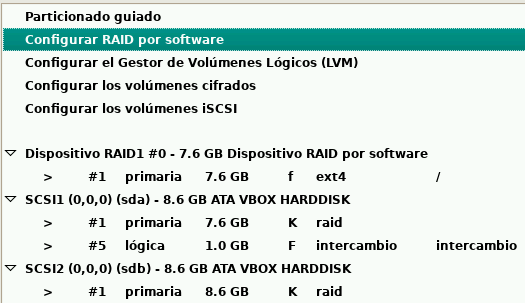 Particionado guiado
Configurar RAID por software
Configurar el Gestor de Volúmenes Lógicos (LVM)
Configurar los volúmenes cifrados
Configurar los volúmenes iSCSI
Dispositivo RAID1 #0 - 7.6 GB Dispositivo RAID por software
> #1 primaria 7.6 GB f ext4 /
SCSI1 (0,0,0) (sda) - 8.6 GB ATA VBOX HARDDISK
> #1 primaria 7.6 GB K raid
> #5 lógica 1.0 GB F intercambio intercambio
SCSI2 (0,0,0) (sdb) - 8.6 GB ATA VBOX HARDDISK
> #1 primaria 8.6 GB K raid